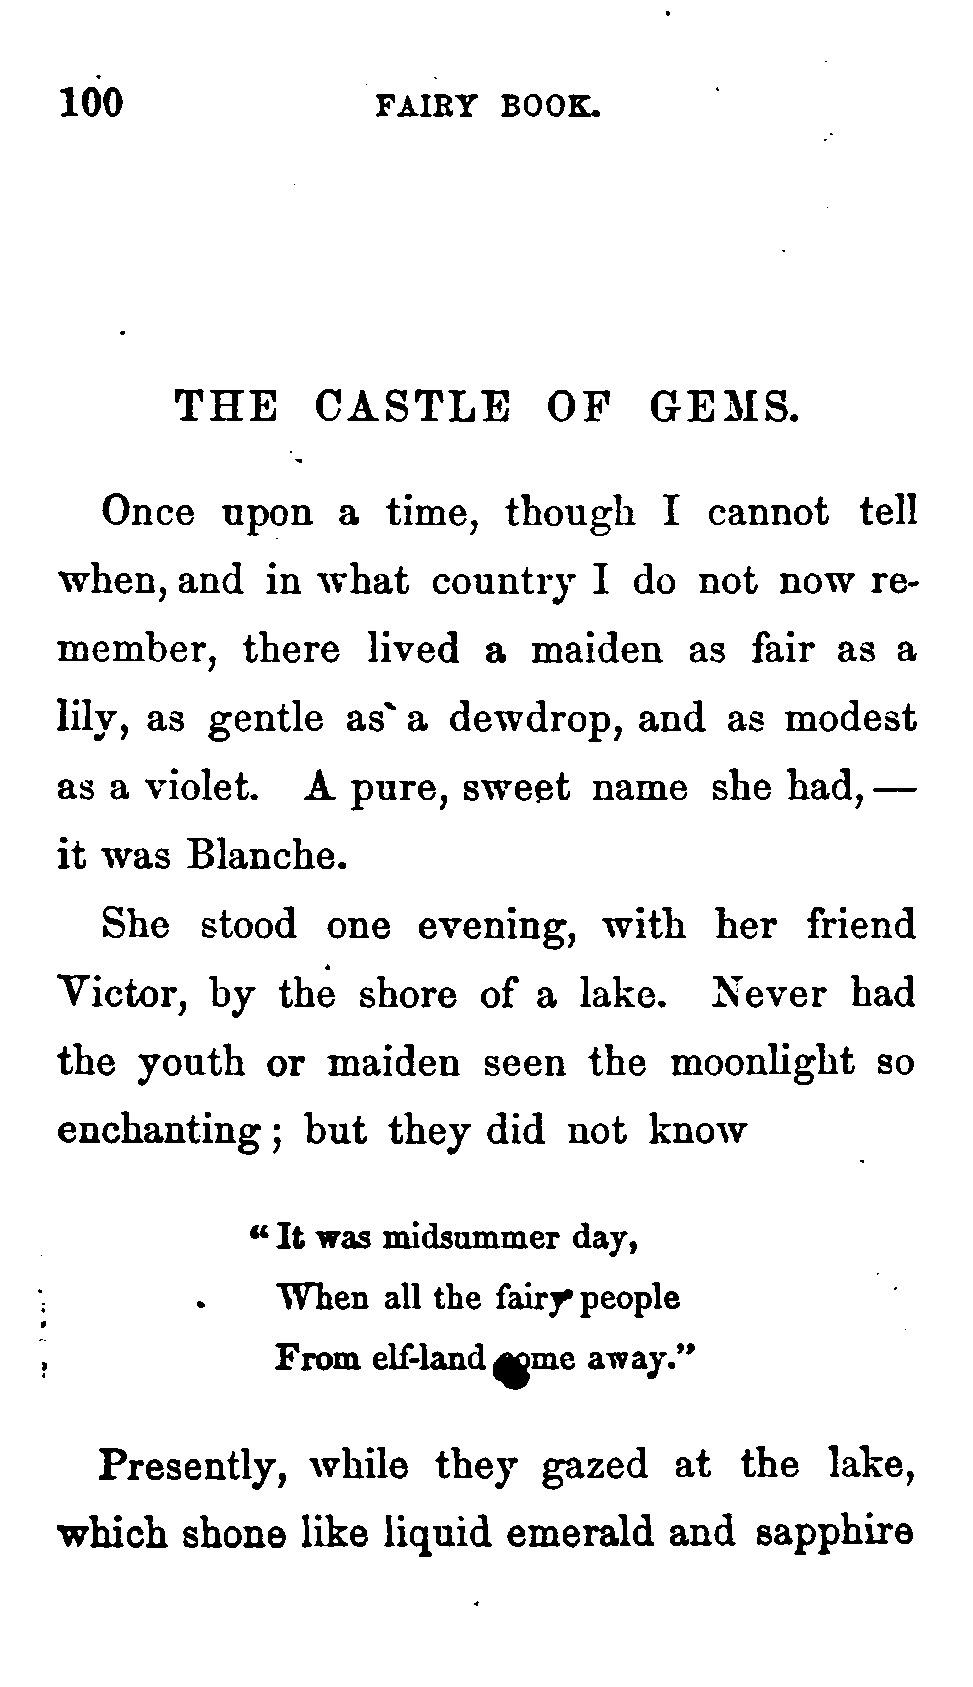 100 FAIRY BOOK.
THE CASTLE OF GEMS.
Once upon a time, though I cannot tell
when, and in what country I do not now re-
member, there lived a maiden as fair as a
lily, as gentle as a dewdrop, and as modest
as a violet. A pure, sweet name she had, —
it was Blanche.
She stood one evening, with her friend
Victor, by the shore of a lake. Never had
the youth or maiden seen the moonlight so
enchanting; but they did not know
“It was midsummer day,
When all the fairy people
From elf-land come away.”
Presently, while they gazed at the lake,
which shone like liquid emerald and sapphire